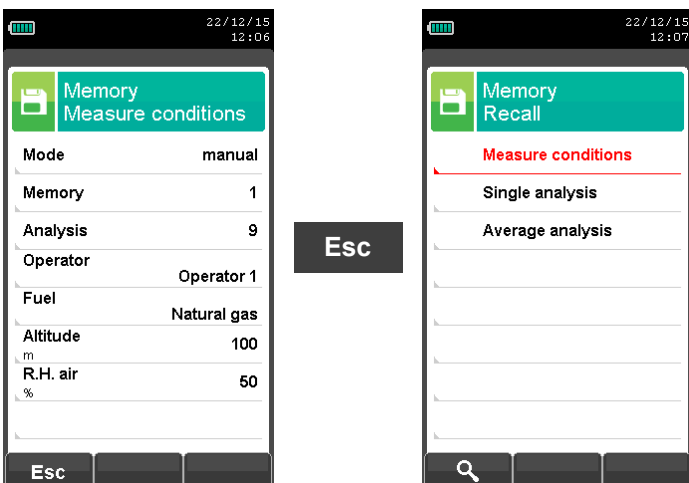 22/12/15
12:06
Memory
Measure conditions
Mode manual
Memory 1
Analysis 9
Operator
Operator 1
Fuel
Natural gas
Altitude
m
100
R.H. air
%
50
Esc
Esc
22/12/15
12:07
Memory
Recall
Measure conditions
Single analysis
Average analysis